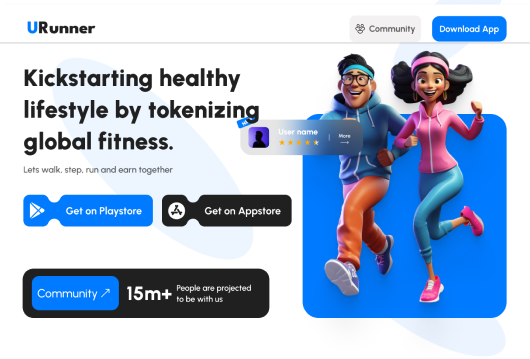 URunner
Community
Download App
Kickstarting healthy
lifestyle by tokenizing
global fitness.
User name
More
Lets walk, step, run and earn together
Get on Playstore
Get on Appstore
Community
15m+
People are projected
to be with us